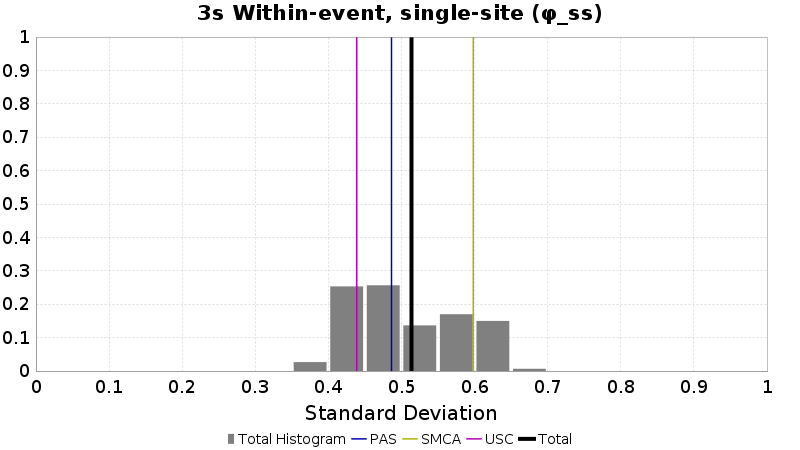 3s Within-event, single-site (φ_ss)
1
0.9
0.8
0.7
0.6
0.5
0.4
0.3
0.2
0.1
0
0 0.1 0.2 0.3 0.4 0.5 0.6 0.7 0.8 0.9 1
Standard Deviation
Total Histogram PAS SMCA USC Total